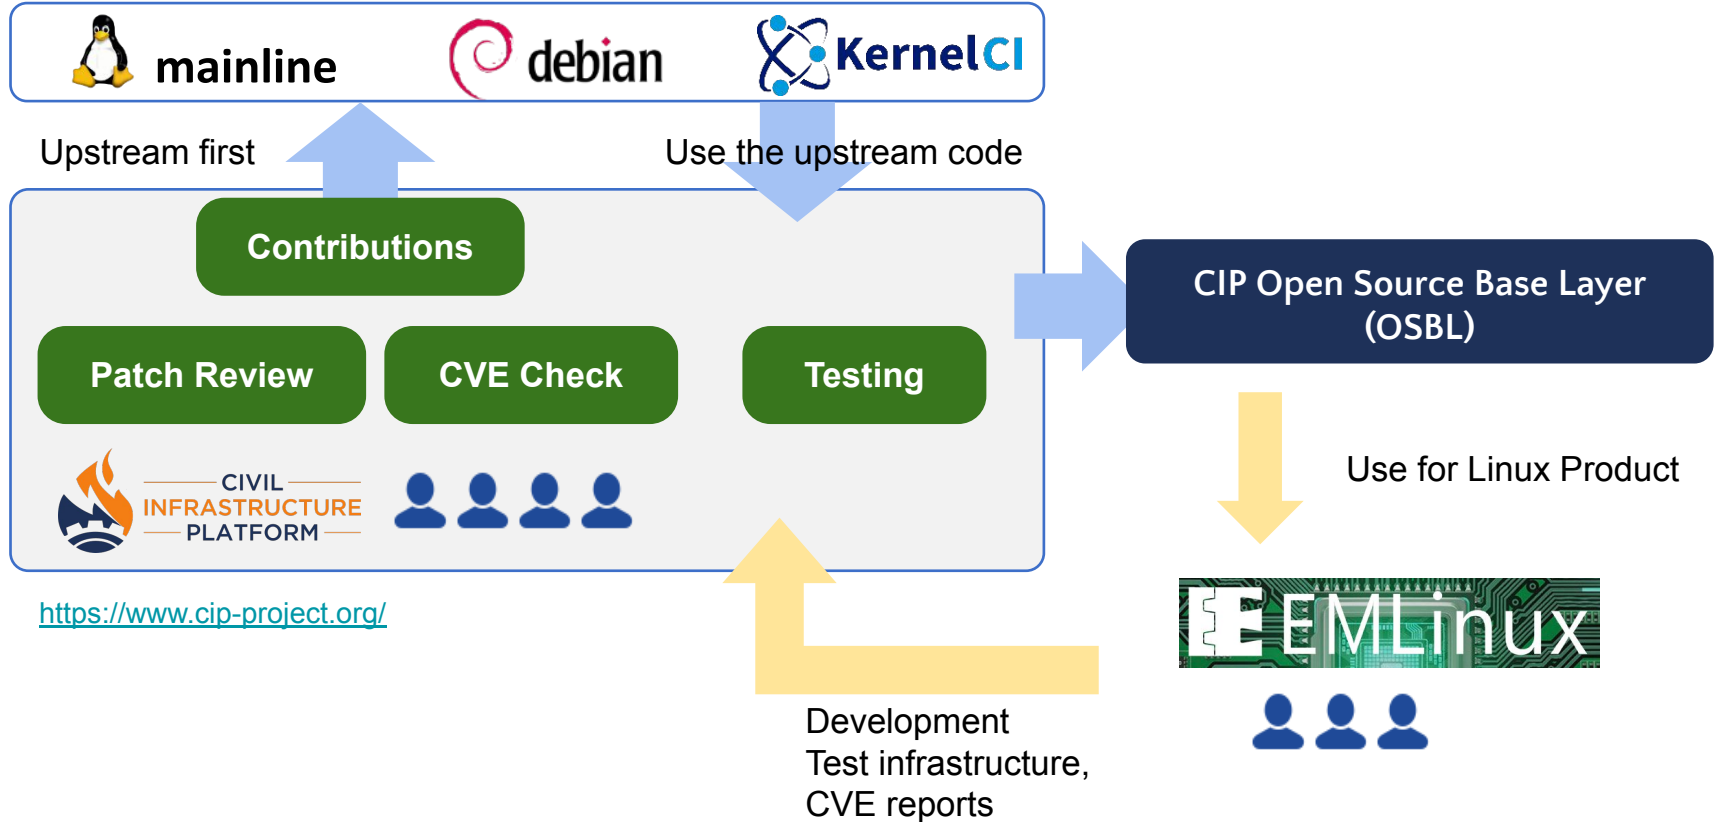 mainline
debian
KernelCI
Upstream first
Use the upstream code
Contributions
Patch Review
CVE Check
Testing
CIVIL
INFRASTRUCTURE
PLATFORM
https://www.cip-project.org/
CIP Open Source Base Layer
(OSBL)
Use for Linux Product
EMLinux
Development
Test infrastructure,
CVE reports